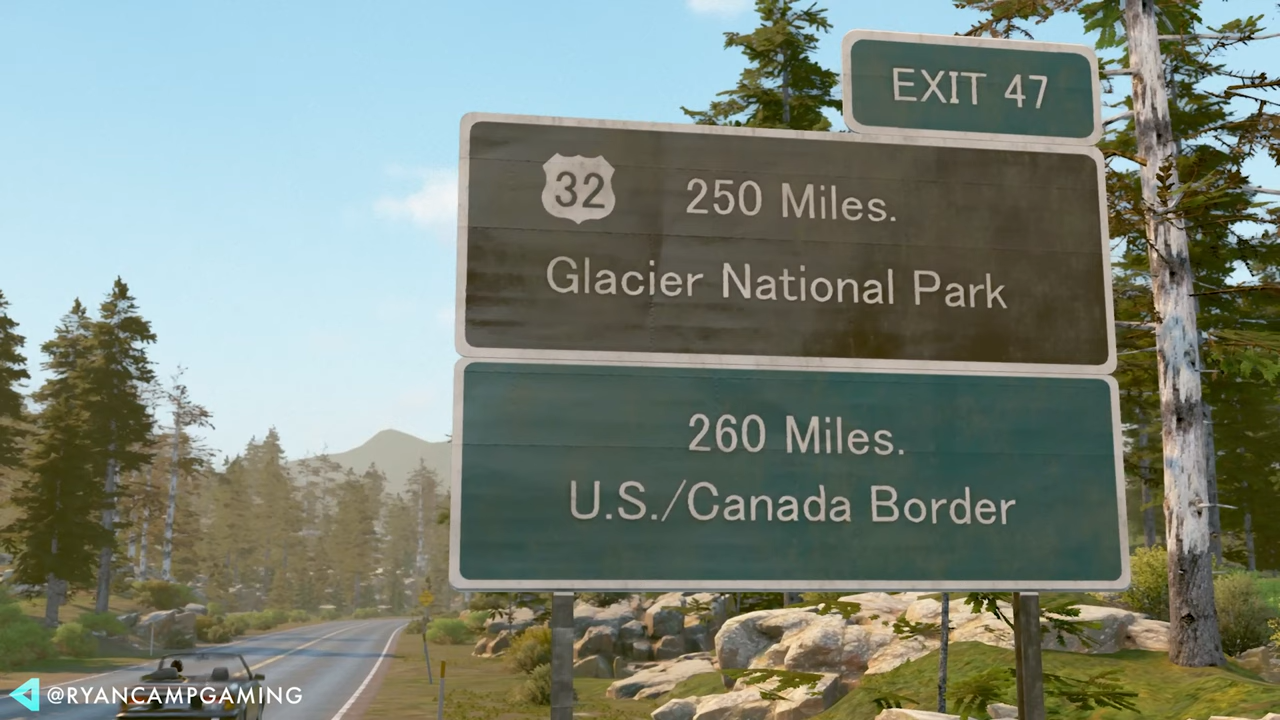 EXIT 47
32 250 Miles.
Glacier National Park
260 Miles.
U.S./Canada Border
@RYANCAMPGAMING